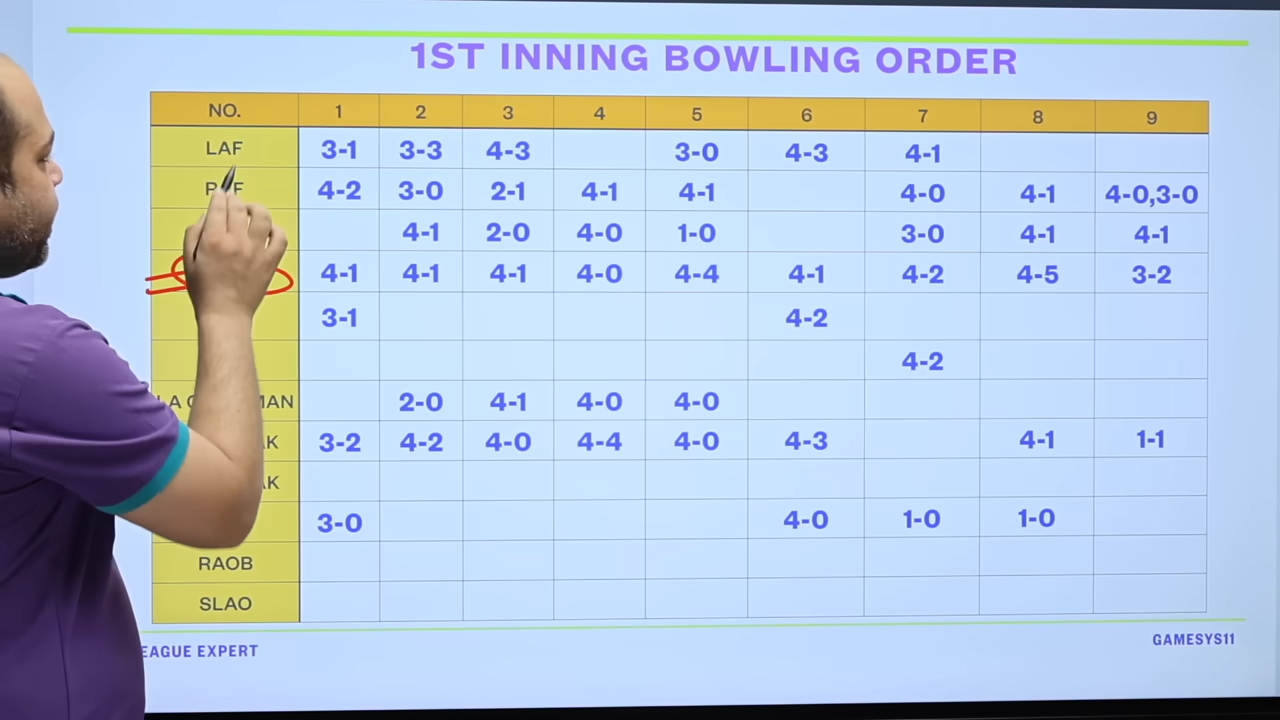 1ST INNING BOWLING ORDER
NO. 1 2 3 4 5 6 7 8 9
LAF 3-1 3-3 4-3 3-0 4-3 4-1
4-2 3-0 2-1 4-1 4-1 4-0 4-1 4-0,3-0
4-1 2-0 4-0 1-0 3-0 4-1 4-1
4-1 4-1 4-1 4-0 4-4 4-1 4-2 4-5 3-2
3-1 4-2
4-2
2-0 4-1 4-0 4-0
3-2 4-2 4-0 4-4 4-0 4-3 4-1 1-1
3-0 4-0 1-0 1-0
RAOB
SLAO
EAGUE EXPERT GAMESYS11